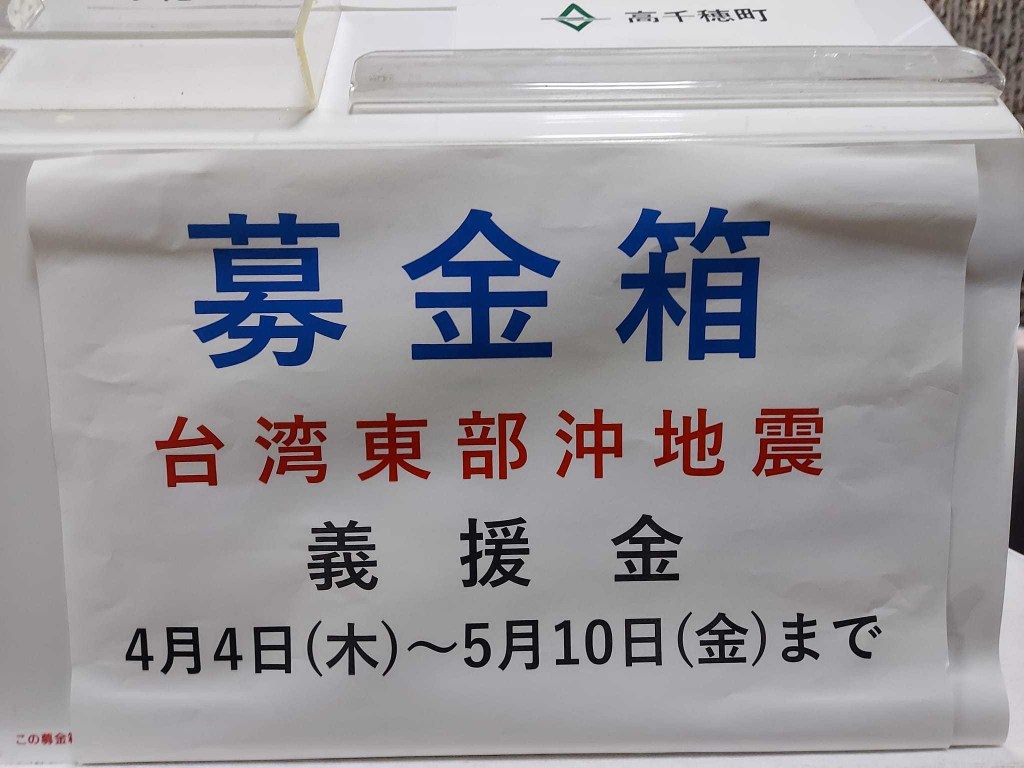 高千穂町
募金箱
台湾東部沖地震
義援金
4月4日(木)～5月10日(金)まで
この募金箱